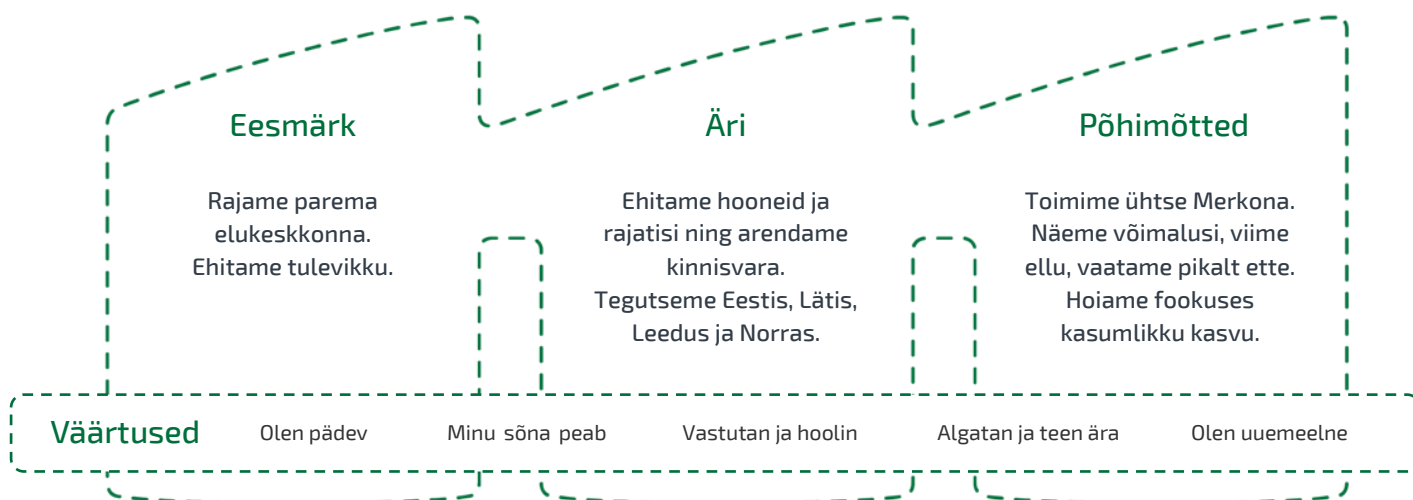 Eesmärk
Rajame parema
elukeskkonna.
Ehitame tulevikku.
Äri
Ehitame hooneid ja
rajatisi ning arendame
kinnisvara.
Tegutseme Eestis, Lätis,
Leedus ja Norras.
Põhimõtted
Toimime ühtse Merkona.
Näeme võimalusi, viime
ellu, vaatame pikalt ette.
Hoiame fookuses
kasumlikku kasvu.
Väärtused
Olen pädev
Minu sõna peab
Vastutan ja hoolin
Algatan ja teen ära
Olen uuemeelne